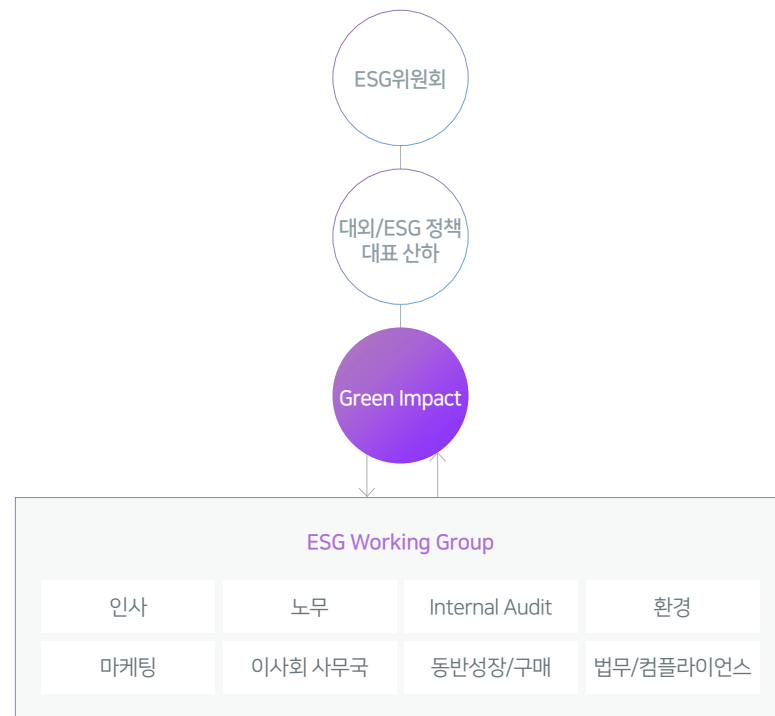 ESG위원회
대외/ESG 정책
대표 산하
Green Impact
ESG Working Group
인사 노무 Internal Audit 환경
마케팅 이사회 사무국 동반성장/구매 법무/컴플라이언스